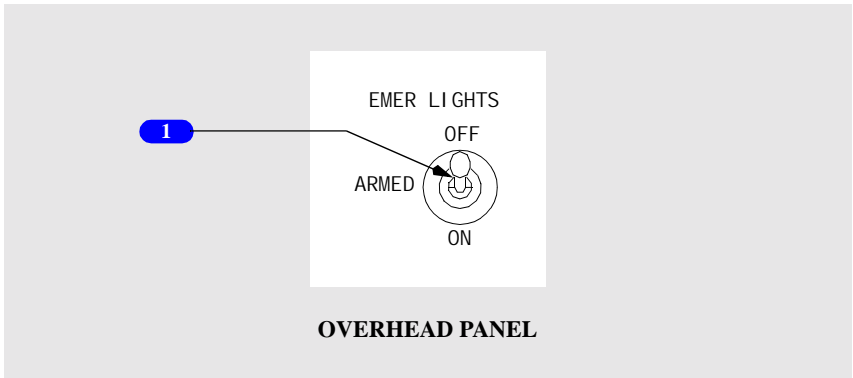 EMER LIGHTS
OFF
1
ARMED
ON
OVERHEAD PANEL